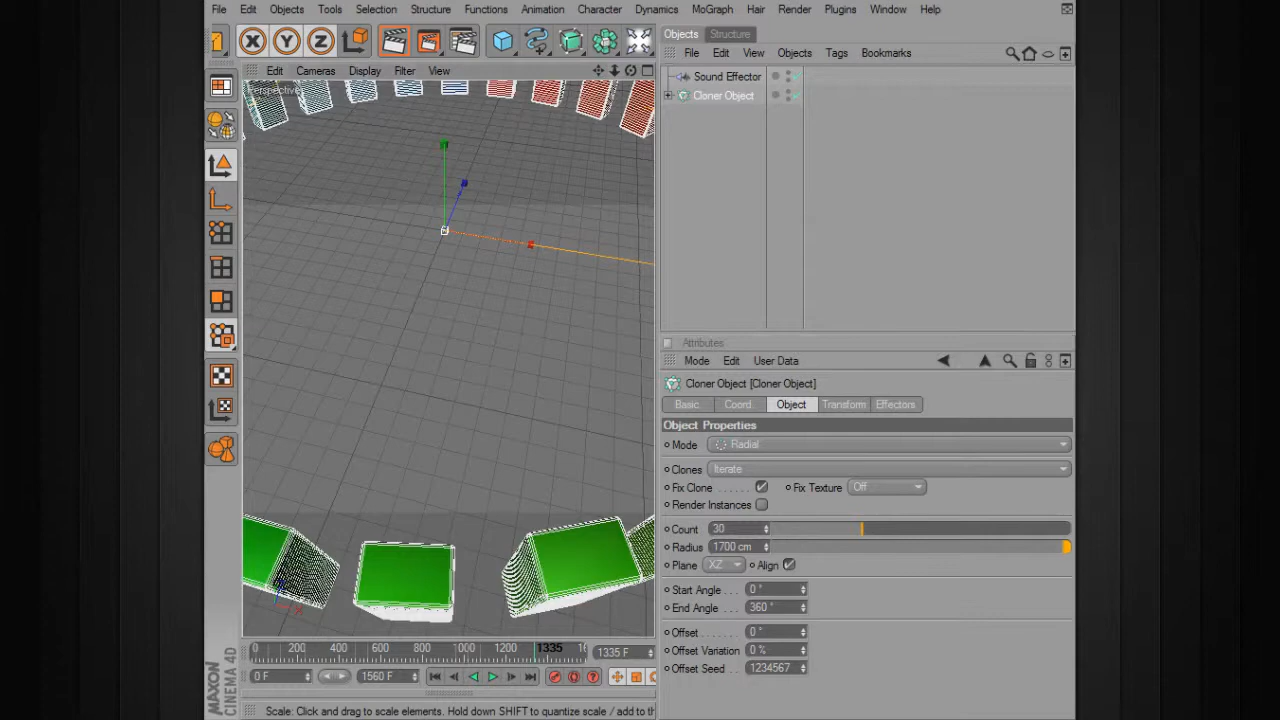 File Edit Objects Tools Selection Structure Functions Animation Character Dynamics MoGraph Hair Render Plugins Window Help
X Y Z
Objects Structure
File Edit View Objects Tags Bookmarks
Edit Cameras Display Filter View
Perspective
Sound Effector
Cloner Object
Attributes
Mode Edit User Data
Cloner Object [Cloner Object]
Basic Coord. Object Transform Effectors
Object Properties
Mode Radial
Clones Iterate
Fix Clone ...... Fix Texture Off
Render Instances
Count 30
Radius 1700 cm
Plane XZ Align
Start Angle ... 0 °
End Angle 360 °
Offset ....... 0 °
Offset Variation 0 %
Offset Seed .. 1234567
0 200 400 600 800 1000 1200 1335 16 1335 F
0 F 1560 F
MAXON
CINEMA 4D
Scale: Click and drag to scale elements. Hold down SHIFT to quantize scale / add to th